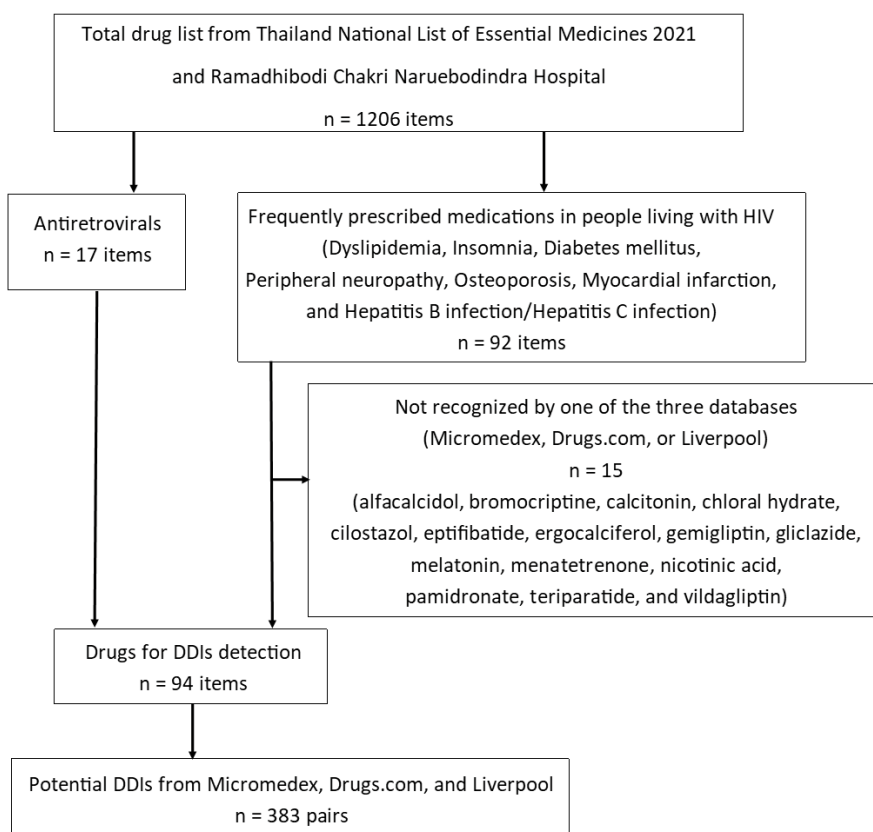 Total drug list from Thailand National List of Essential Medicines 2021
and Ramadhibodi Chakri Naruebodindra Hospital
n = 1206 items
Antiretrovirals
n = 17 items
Frequently prescribed medications in people living with HIV
(Dyslipidemia, Insomnia, Diabetes mellitus,
Peripheral neuropathy, Osteoporosis, Myocardial infarction,
and Hepatitis B infection/Hepatitis C infection)
n = 92 items
Not recognized by one of the three databases
(Micromedex, Drugs.com, or Liverpool)
n = 15
(alfacalcidol, bromocriptine, calcitonin, chloral hydrate,
cilostazol, eptifibatide, ergocalciferol, gemigliptin, gliclazide,
melatonin, menatetrenone, nicotinic acid,
pamidronate, teriparatide, and vildagliptin)
Drugs for DDIs detection
n = 94 items
Potential DDIs from Micromedex, Drugs.com, and Liverpool
n = 383 pairs